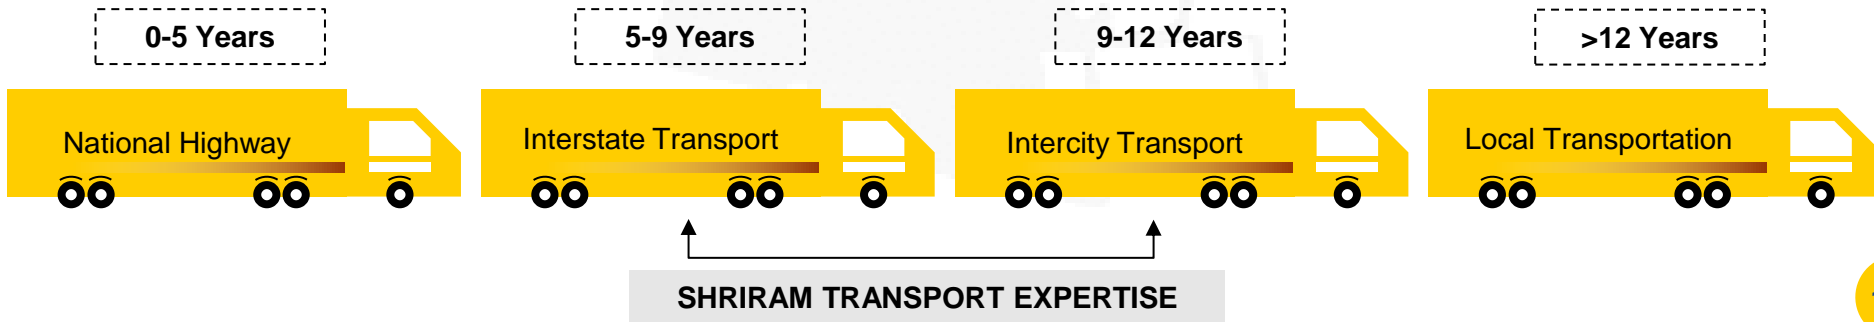 0-5 Years
5-9 Years
9-12 Years
>12 Years
National Highway
Interstate Transport
Intercity Transport
Local Transportation
SHRIRAM TRANSPORT EXPERTISE